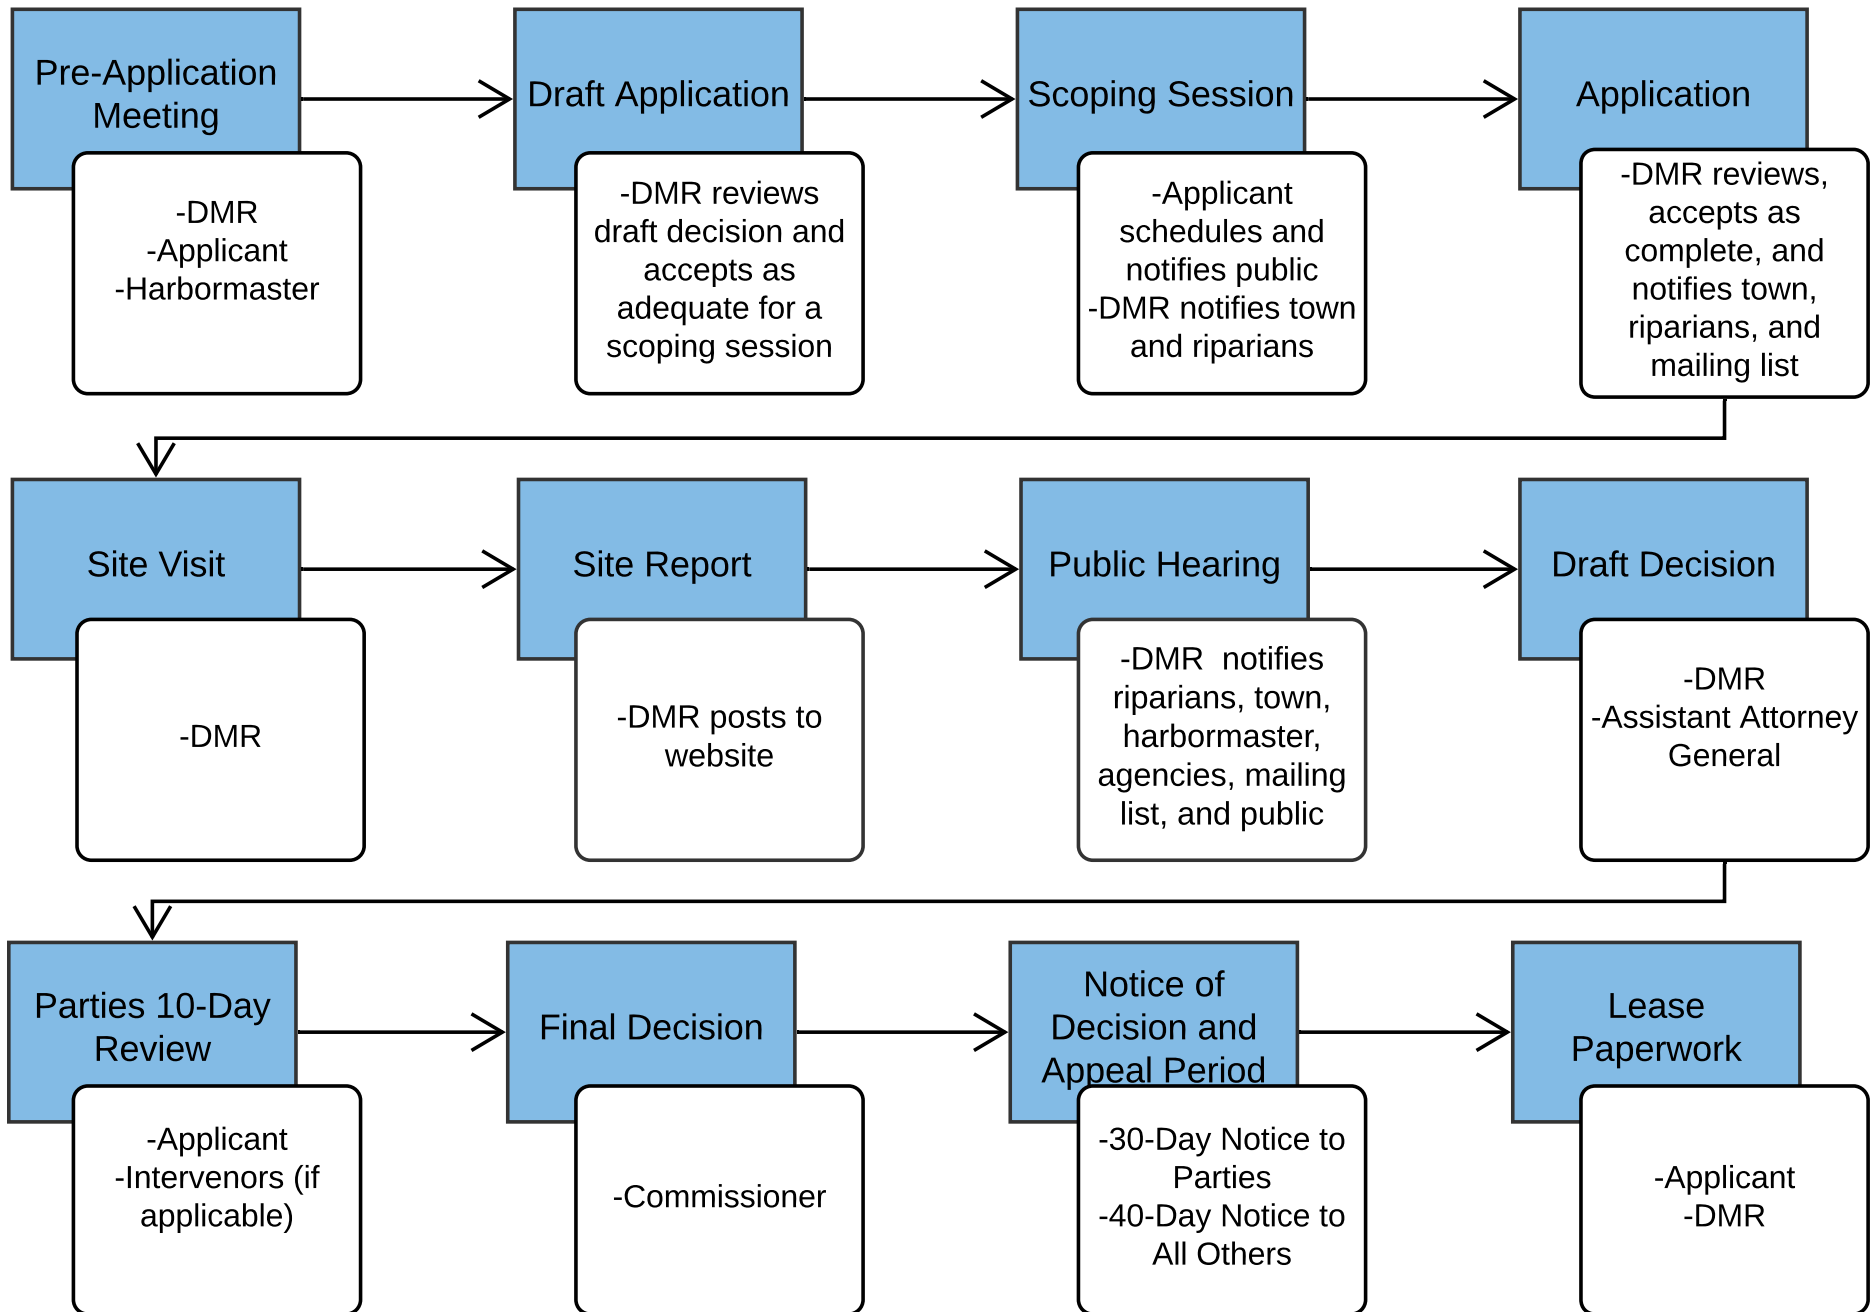 Pre-Application
Meeting
-DMR
-Applicant
-Harbormaster
Draft Application
-DMR reviews
draft decision and
accepts as
adequate for a
scoping session
Scoping Session
-Applicant
schedules and
notifies public
-DMR notifies town
and riparians
Application
-DMR reviews,
accepts as
complete, and
notifies town,
riparians, and
mailing list
Site Visit
-DMR
Site Report
-DMR posts to
website
Public Hearing
-DMR  notifies
riparians, town,
harbormaster,
agencies, mailing
list, and public
Draft Decision
-DMR
-Assistant Attorney
General
Parties 10-Day
Review
-Applicant
-Intervenors (if
applicable)
Final Decision
-Commissioner
Notice of
Decision and
Appeal Period
-30-Day Notice to
Parties
-40-Day Notice to
All Others
Lease
Paperwork
-Applicant
-DMR